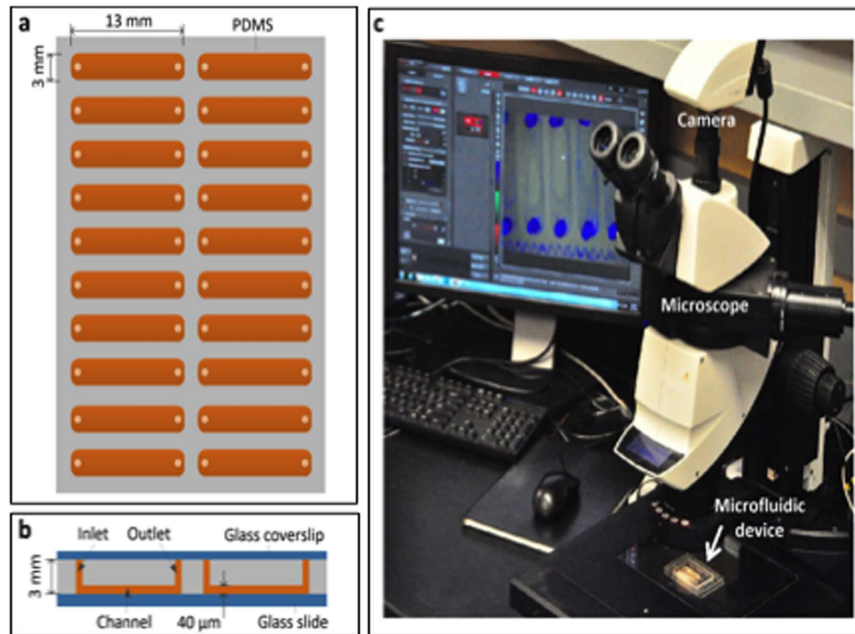 a
13 mm
PDMS
3 mm
b
Inlet
Outlet
Glass coverslip
3 mm
Channel
40 μm
Glass slide
c
Camera
Microscope
Microfluidic
device